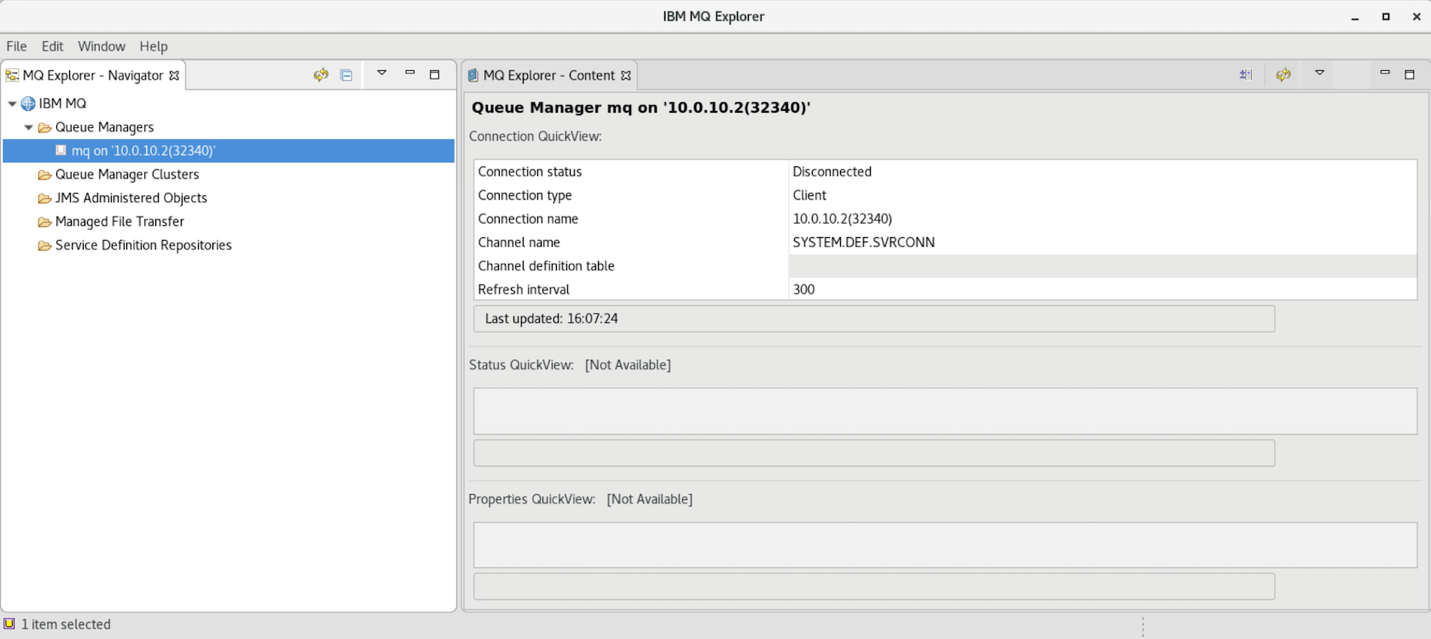 IBM MQ Explorer
File Edit Window Help
MQ Explorer - Navigator
IBM MQ
Queue Managers
mq on '10.0.10.2(32340)'
Queue Manager Clusters
JMS Administered Objects
Managed File Transfer
Service Definition Repositories
MQ Explorer - Content
Queue Manager mq on '10.0.10.2(32340)'
Connection QuickView:
Connection status Disconnected
Connection type Client
Connection name 10.0.10.2(32340)
Channel name SYSTEM.DEF.SVRCONN
Channel definition table
Refresh interval 300
Last updated: 16:07:24
Status QuickView: [Not Available]
Properties QuickView: [Not Available]
1 item selected